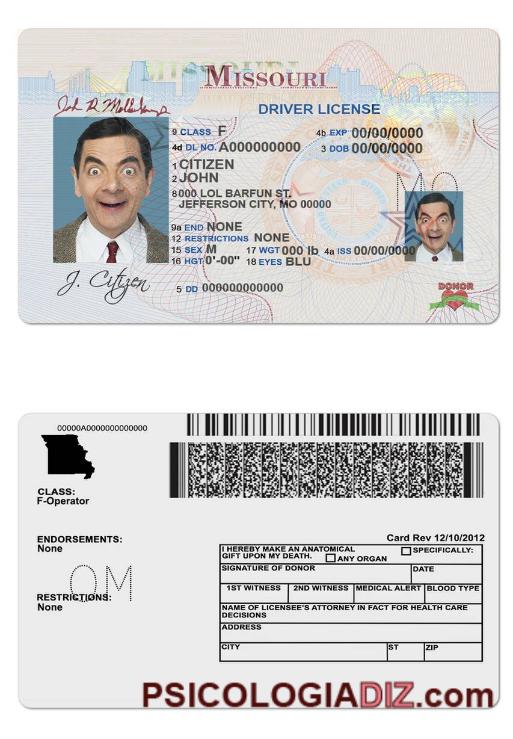 MISSOURI
DRIVER LICENSE
9 CLASS F
4b EXP 00/00/0000
4d DL NO. A000000000
3 DOB 00/00/0000
1 CITIZEN
2 JOHN
8 000 LOL BARFUN ST.
JEFFERSON CITY, MO 00000
9a END NONE
12 RESTRICTIONS NONE
15 SEX M 17 WGT 000 lb 4a ISS 00/00/0000
16 HGT 0'-00" 18 EYES BLU
J. Citizen
5 DD 000000000000
DONOR
00000A0000000000000
CLASS:
F-Operator
ENDORSEMENTS:
None
RESTRICTIONS:
None
Card Rev 12/10/2012
I HEREBY MAKE AN ANATOMICAL
GIFT UPON MY DEATH. ANY ORGAN SPECIFICALLY:
SIGNATURE OF DONOR DATE
1ST WITNESS 2ND WITNESS MEDICAL ALERT BLOOD TYPE
NAME OF LICENSEE'S ATTORNEY IN FACT FOR HEALTH CARE
DECISIONS
ADDRESS
CITY ST ZIP
PSICOLOGIADIZ.com